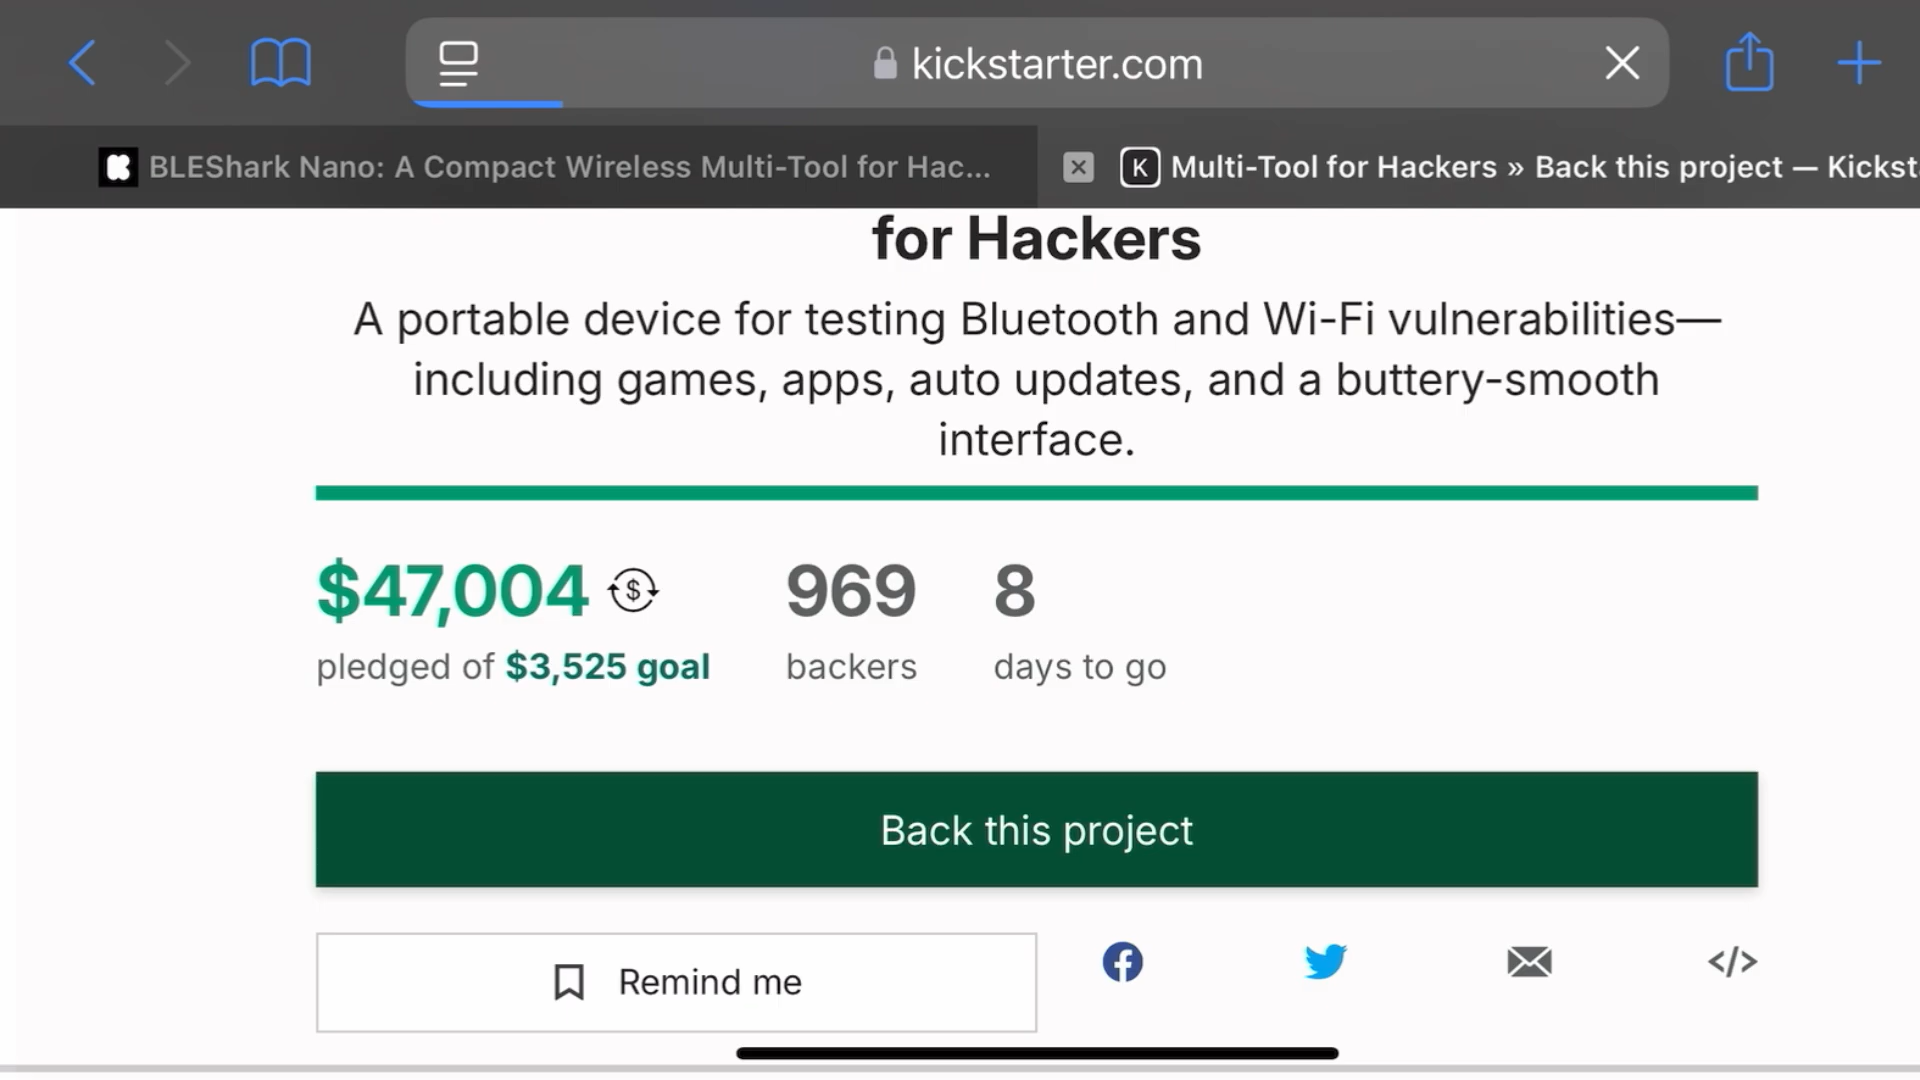 kickstarter.com
BLEShark Nano: A Compact Wireless Multi-Tool for Hac...
K Multi-Tool for Hackers » Back this project — Kickst
for Hackers
A portable device for testing Bluetooth and Wi-Fi vulnerabilities—
including games, apps, auto updates, and a buttery-smooth
interface.
$47,004 $ 969 8
pledged of $3,525 goal backers days to go
Back this project
Remind me </>